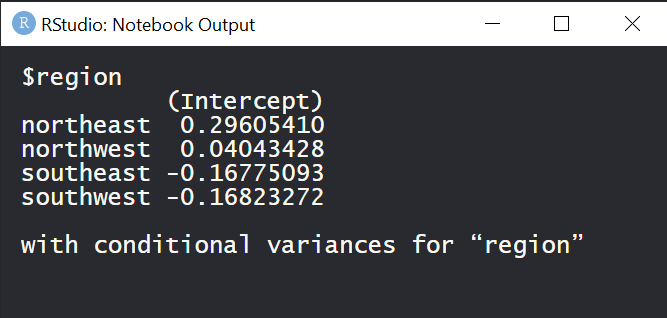 R RStudio: Notebook Output
$region
(Intercept)
northeast 0.29605410
northwest 0.04043428
southeast -0.16775093
southwest -0.16823272
with conditional variances for “region”